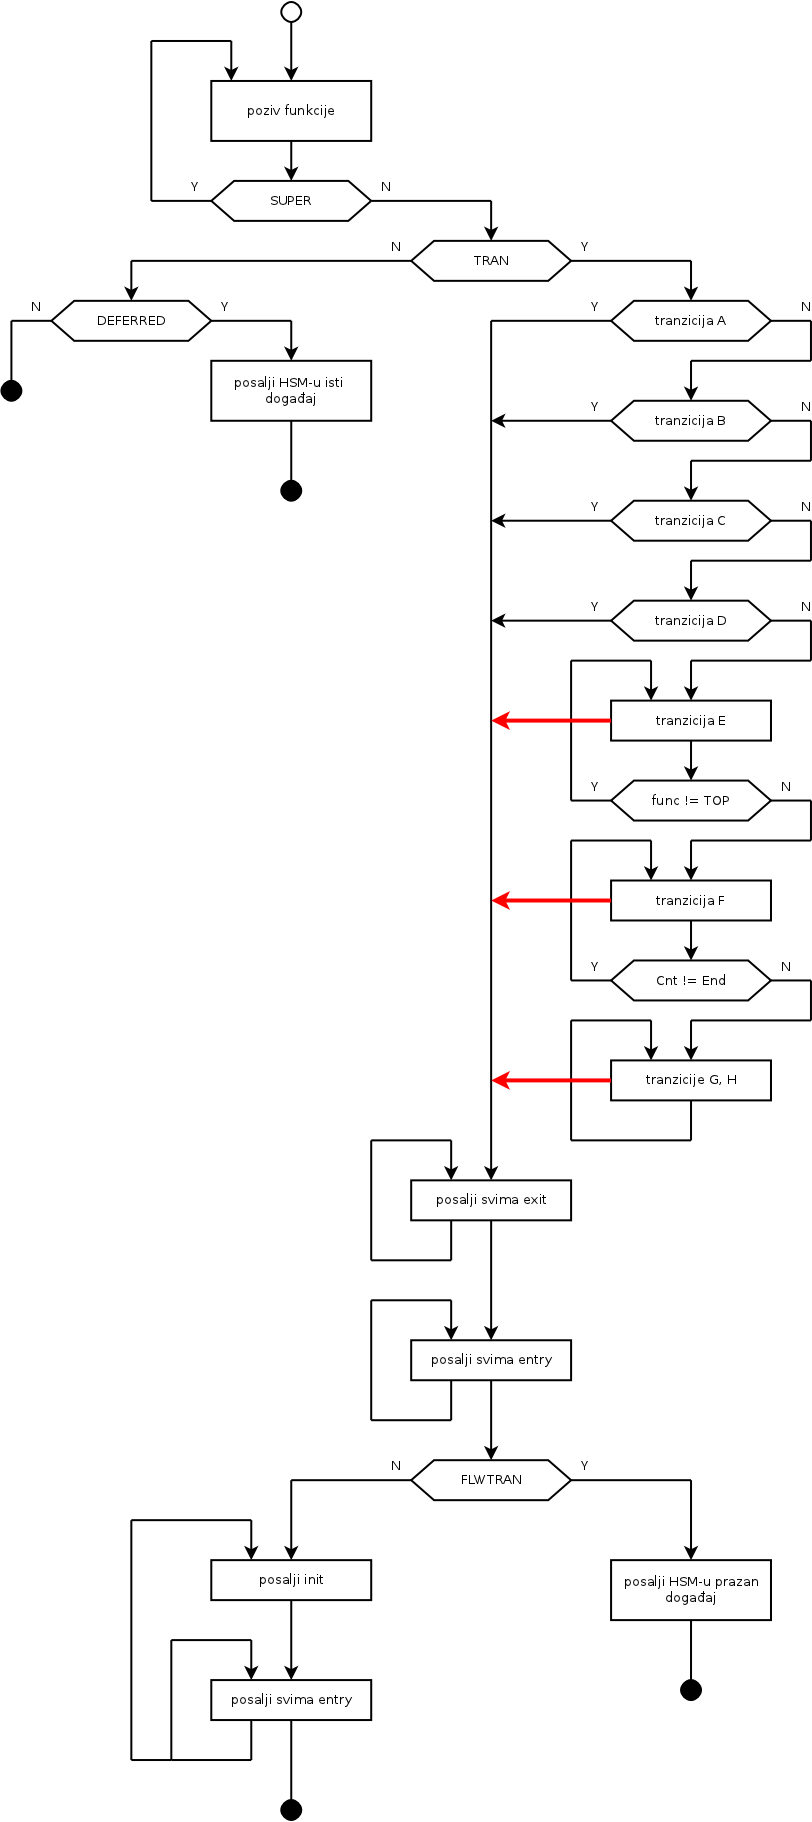 poziv funkcije
Y
N
SUPER
N
Y
TRAN
N
Y
DEFERRED
Y
N
tranzicija A
posalji HSM-u isti
događaj
Y
N
tranzicija B
Y
N
tranzicija C
Y
N
tranzicija D
tranzicija E
Y
N
func != TOP
tranzicija F
Y
N
Cnt != End
tranzicije G, H
posalji svima exit
posalji svima entry
N
Y
FLWTRAN
posalji init
posalji HSM-u prazan
događaj
posalji svima entry